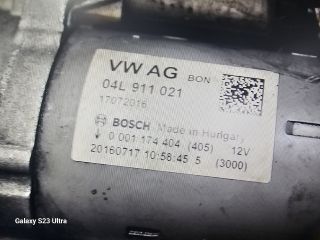 VW AG BON
04L 911 021
17072016
BOSCH Made in Hungary
0 001 174 404 (405) 12V
20160717 10:58:45 5 (3000)
Galaxy S23 Ultra